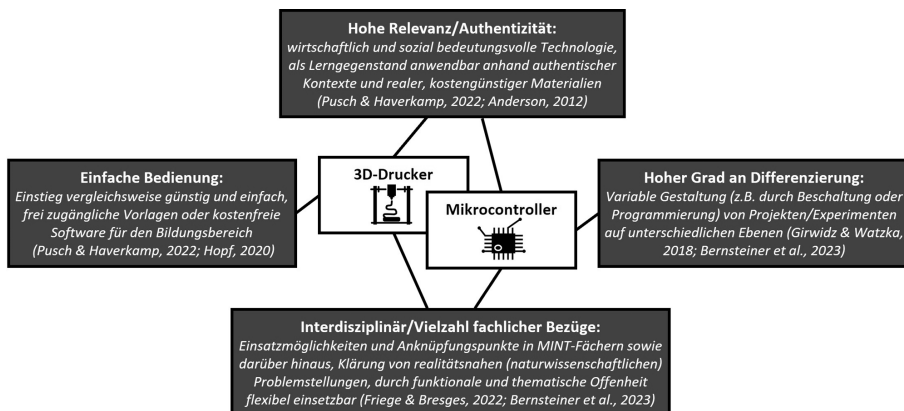 Hohe Relevanz/Authentizität:
wirtschaftlich und sozial bedeutungsvolle Technologie,
als Lerngegenstand anwendbar anhand authentischer
Kontexte und realer, kostengünstiger Materialien
(Pusch & Haverkamp, 2022; Anderson, 2012)
Einfache Bedienung:
Einstieg vergleichsweise günstig und einfach,
frei zugängliche Vorlagen oder kostenfreie
Software für den Bildungsbereich
(Pusch & Haverkamp, 2022; Hopf, 2020)
3D-Drucker
Mikrocontroller
Hoher Grad an Differenzierung:
Variable Gestaltung (z.B. durch Beschaltung oder
Programmierung) von Projekten/Experimenten
auf unterschiedlichen Ebenen (Girwidz & Watzka,
2018; Bernsteiner et al., 2023)
Interdisziplinär/Vielzahl fachlicher Bezüge:
Einsatzmöglichkeiten und Anknüpfungspunkte in MINT-Fächern sowie
darüber hinaus, Klärung von realitätsnahen (naturwissenschaftlichen)
Problemstellungen, durch funktionale und thematische Offenheit
flexibel einsetzbar (Friege & Bresges, 2022; Bernsteiner et al., 2023)